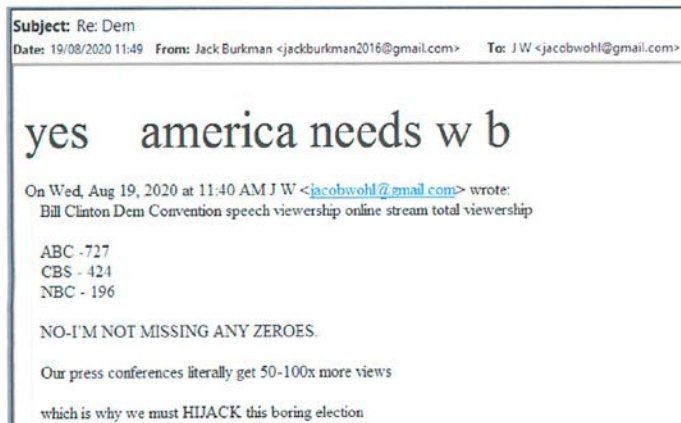 Subject: Re: Dem
Date: 19/08/2020 11:49 From: Jack Burkman <jackburkman2016@gmail.com> To: J W <jacobwohl@gmail.com>
yes america needs w b
On Wed, Aug 19, 2020 at 11:40 AM J W <jacobwohl@gmail.com> wrote:
Bill Clinton Dem Convention speech viewership online stream total viewership
ABC -727
CBS - 424
NBC - 196
NO-I'M NOT MISSING ANY ZEROES.
Our press conferences literally get 50-100x more views
which is why we must HIJACK this boring election